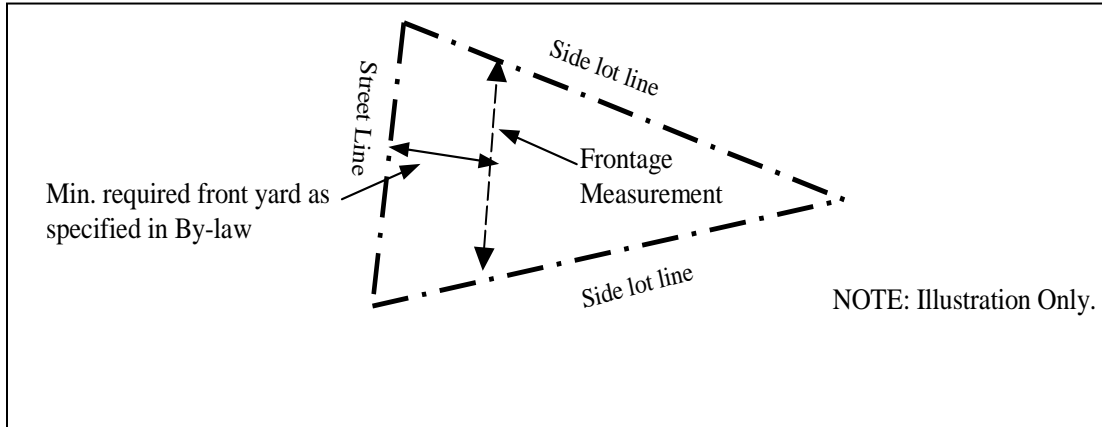 Side lot line
Street Line
Frontage
Measurement
Min. required front yard as
specified in By-law
Side lot line
NOTE: Illustration Only.